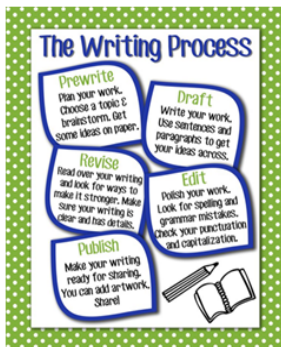 The Writing Process
Prewrite
Plan your work.
Choose a topic &
brainstorm. Get
some ideas on paper.
Draft
Write your work.
Use sentences and
paragraphs to get
your ideas across.
Revise
Read over your writing
and look for ways to
make it stronger. Make
sure your writing is
clear and has details.
Edit
Polish your work.
Look for spelling and
grammar mistakes.
Check your punctuation
and capitalization.
Publish
Make your writing
ready for sharing.
You can add artwork.
Share!